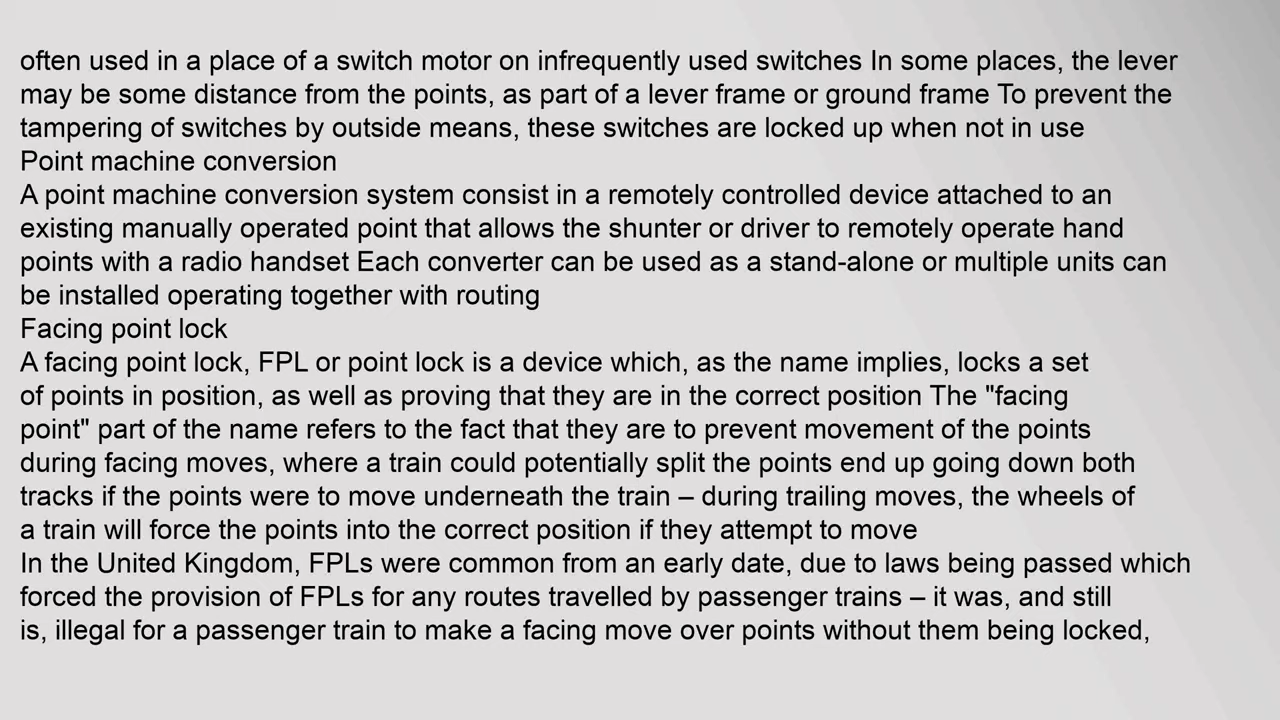 often used in a place of a switch motor on infrequently used switches In some places, the lever
may be some distance from the points, as part of a lever frame or ground frame To prevent the
tampering of switches by outside means, these switches are locked up when not in use
Point machine conversion
A point machine conversion system consist in a remotely controlled device attached to an
existing manually operated point that allows the shunter or driver to remotely operate hand
points with a radio handset Each converter can be used as a stand-alone or multiple units can
be installed operating together with routing
Facing point lock
A facing point lock, FPL or point lock is a device which, as the name implies, locks a set
of points in position, as well as proving that they are in the correct position The "facing
point" part of the name refers to the fact that they are to prevent movement of the points
during facing moves, where a train could potentially split the points end up going down both
tracks if the points were to move underneath the train – during trailing moves, the wheels of
a train will force the points into the correct position if they attempt to move
In the United Kingdom, FPLs were common from an early date, due to laws being passed which
forced the provision of FPLs for any routes travelled by passenger trains – it was, and still
is, illegal for a passenger train to make a facing move over points without them being locked,